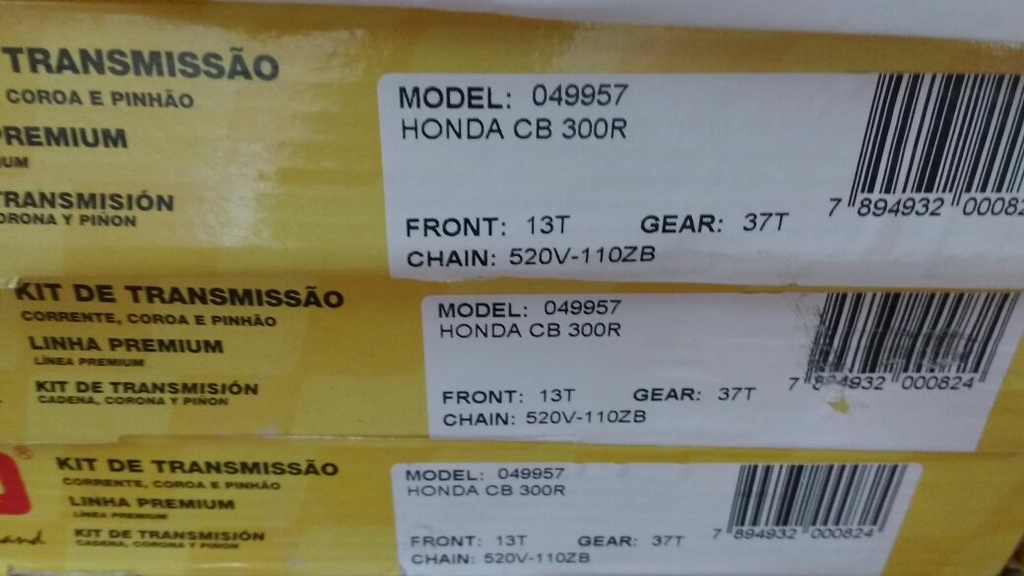 TRANSMISSÃO
COROA E PINHÃO
PREMIUM
TRANSMISIÓN
CORONA Y PIÑON
MODEL: 049957
HONDA CB 300R
FRONT: 13T GEAR: 37T
CHAIN: 520V-110ZB
7 894932 00082
KIT DE TRANSMISSÃO
CORRENTE, COROA E PINHÃO
LINHA PREMIUM
LÍNEA PREMIUM
KIT DE TRANSMISIÓN
CADENA, CORONA Y PIÑON
MODEL: 049957
HONDA CB 300R
FRONT: 13T GEAR: 37T
CHAIN: 520V-110ZB
7 894932 000824
KIT DE TRANSMISSÃO
CORRENTE, COROA E PINHÃO
LINHA PREMIUM
LÍNEA PREMIUM
KIT DE TRANSMISIÓN
CADENA, CORONA Y PIÑON
MODEL: 049957
HONDA CB 300R
FRONT: 13T GEAR: 37T
CHAIN: 520V-110ZB
7 894932 000824